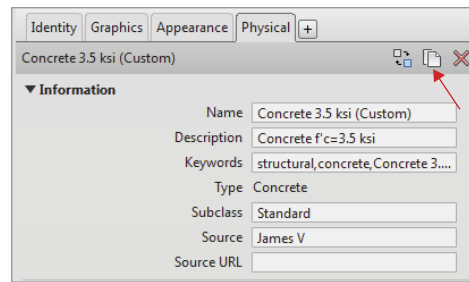 Identity Graphics Appearance Physical +
Concrete 3.5 ksi (Custom)
▼ Information
Name Concrete 3.5 ksi (Custom)
Description Concrete f'c=3.5 ksi
Keywords structural,concrete,Concrete 3....
Type Concrete
Subclass Standard
Source James V
Source URL